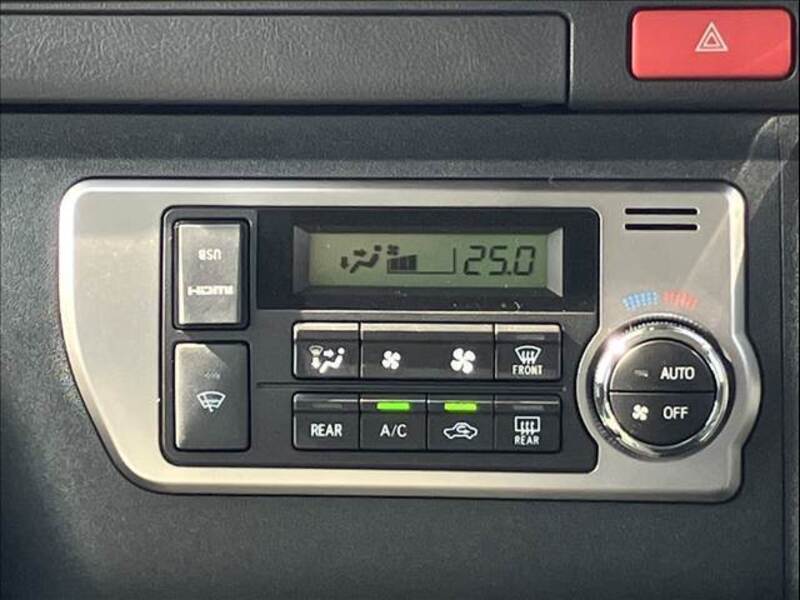 USB
HDMI
25.0
FRONT
AUTO
OFF
REAR
A/C
REAR